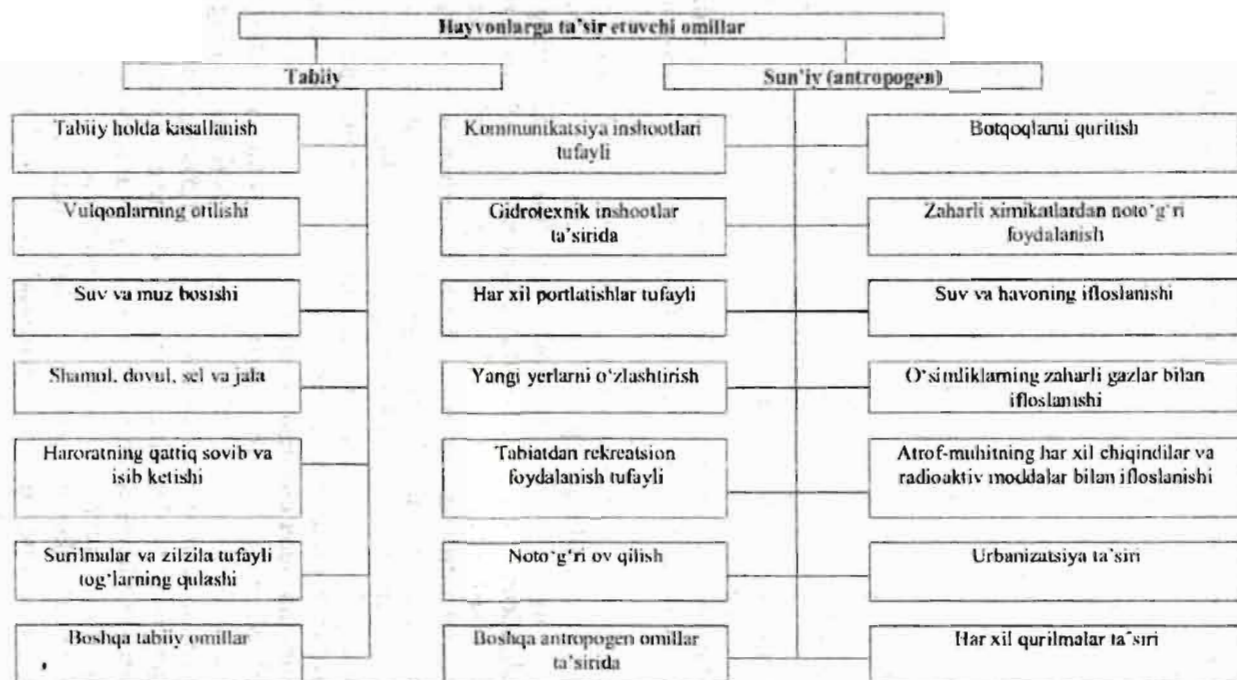 Hayvonlarga ta'sir etuvchi omillar
Tabiiy
Sun'iy (antropogen)
Tabiiy holda kasallanish
Vulqonlarning otilishi
Suv va muz bosishi
Shamol, dovul, sel va jala
Haroratning qattiq sovib va
isib ketishi
Surilmalar va zilzila tufayli
tog'larning qulashi
Boshqa tabiiy omillar
Kommunikatsiya inshootlari
tufayli
Gidrotexnik inshootlar
ta'sirida
Har xil portlatishlar tufayli
Yangi yerlarni o'zlashtirish
Tabiatdan rekreatsion
foydalanish tufayli
Noto'g'ri ov qilish
Boshqa antropogen omillar
ta'sirida
Botqoqlarni quritish
Zaharli ximikatlardan noto'g'ri
foydalanish
Suv va havoning ifloslanishi
O'simliklarning zaharli gazlar bilan
ifloslanishi
Atrof-muhitning har xil chiqindilar va
radioaktiv moddalar bilan ifloslanishi
Urbanizatsiya ta'siri
Har xil qurilmalar ta'siri